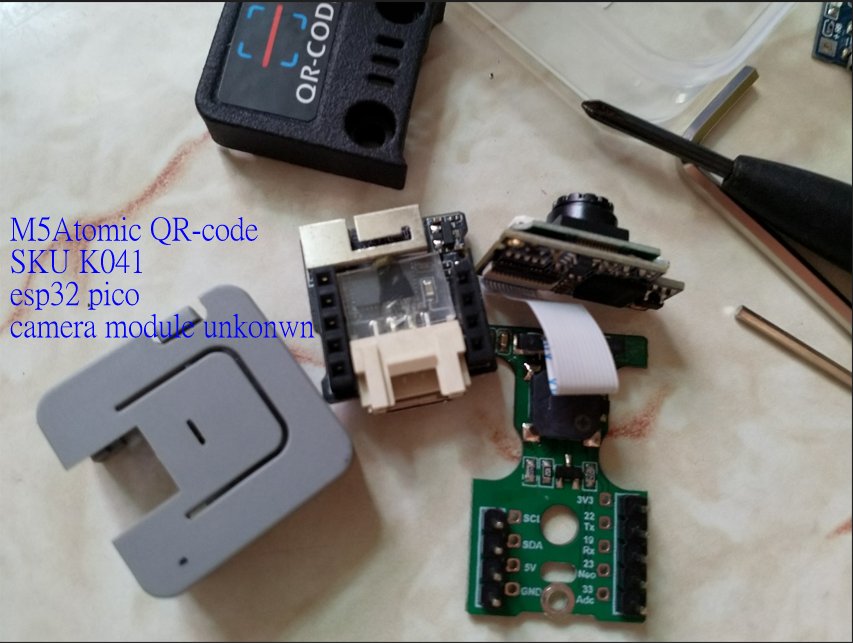 QR-COD
M5Atomic QR-code
SKU K041
esp32 pico
camera module unkonwn
3V3
SCL
22
Tx
SDA
19
Rx
5V
23
Neo
GND
33
Adc